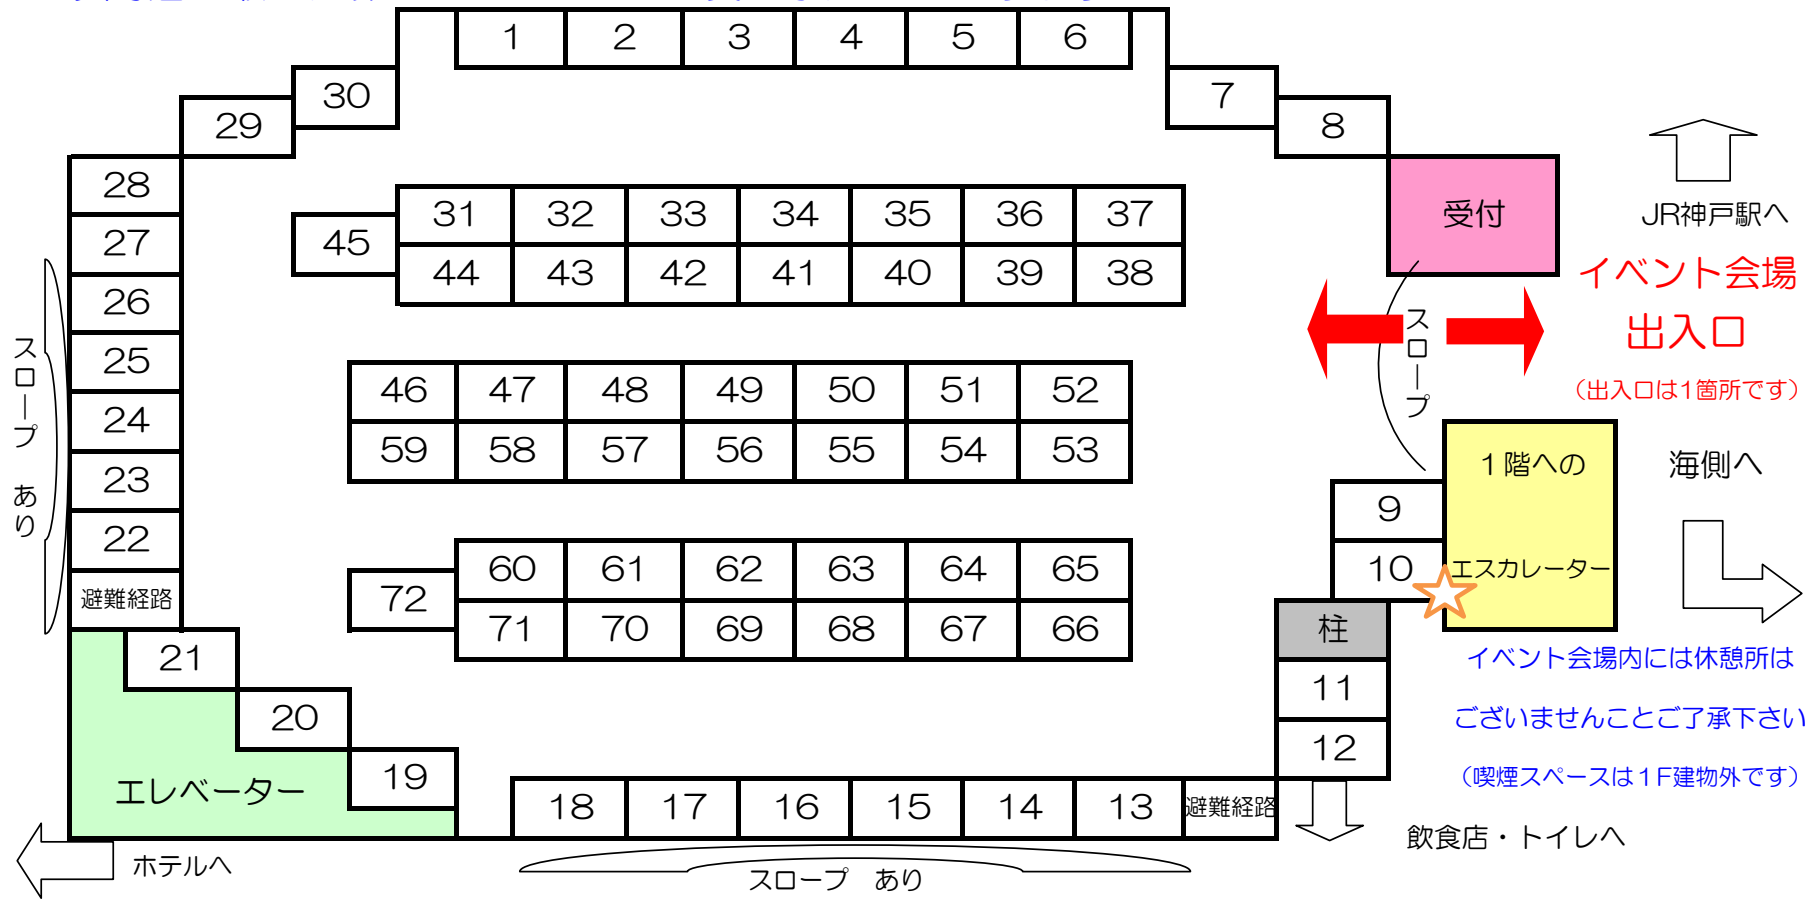 1 2 3 4 5 6
30 7
29 8
28
31 32 33 34 35 36 37
受付
JR神戸駅へ
27
45
44 43 42 41 40 39 38
イベント会場
26
スロープ
出入口
25
46 47 48 49 50 51 52
(出入口は1箇所です)
スロープ あり
24
59 58 57 56 55 54 53
1階への
海側へ
23
9
22
60 61 62 63 64 65
10
エスカレーター
避難経路
72
71 70 69 68 67 66
柱
21
イベント会場内には休憩所は
11
20
ございませんことご了承下さい
12
19
(喫煙スペースは1F建物外です)
エレベーター
18 17 16 15 14 13
避難経路
飲食店・トイレへ
ホテルへ
スロープ あり